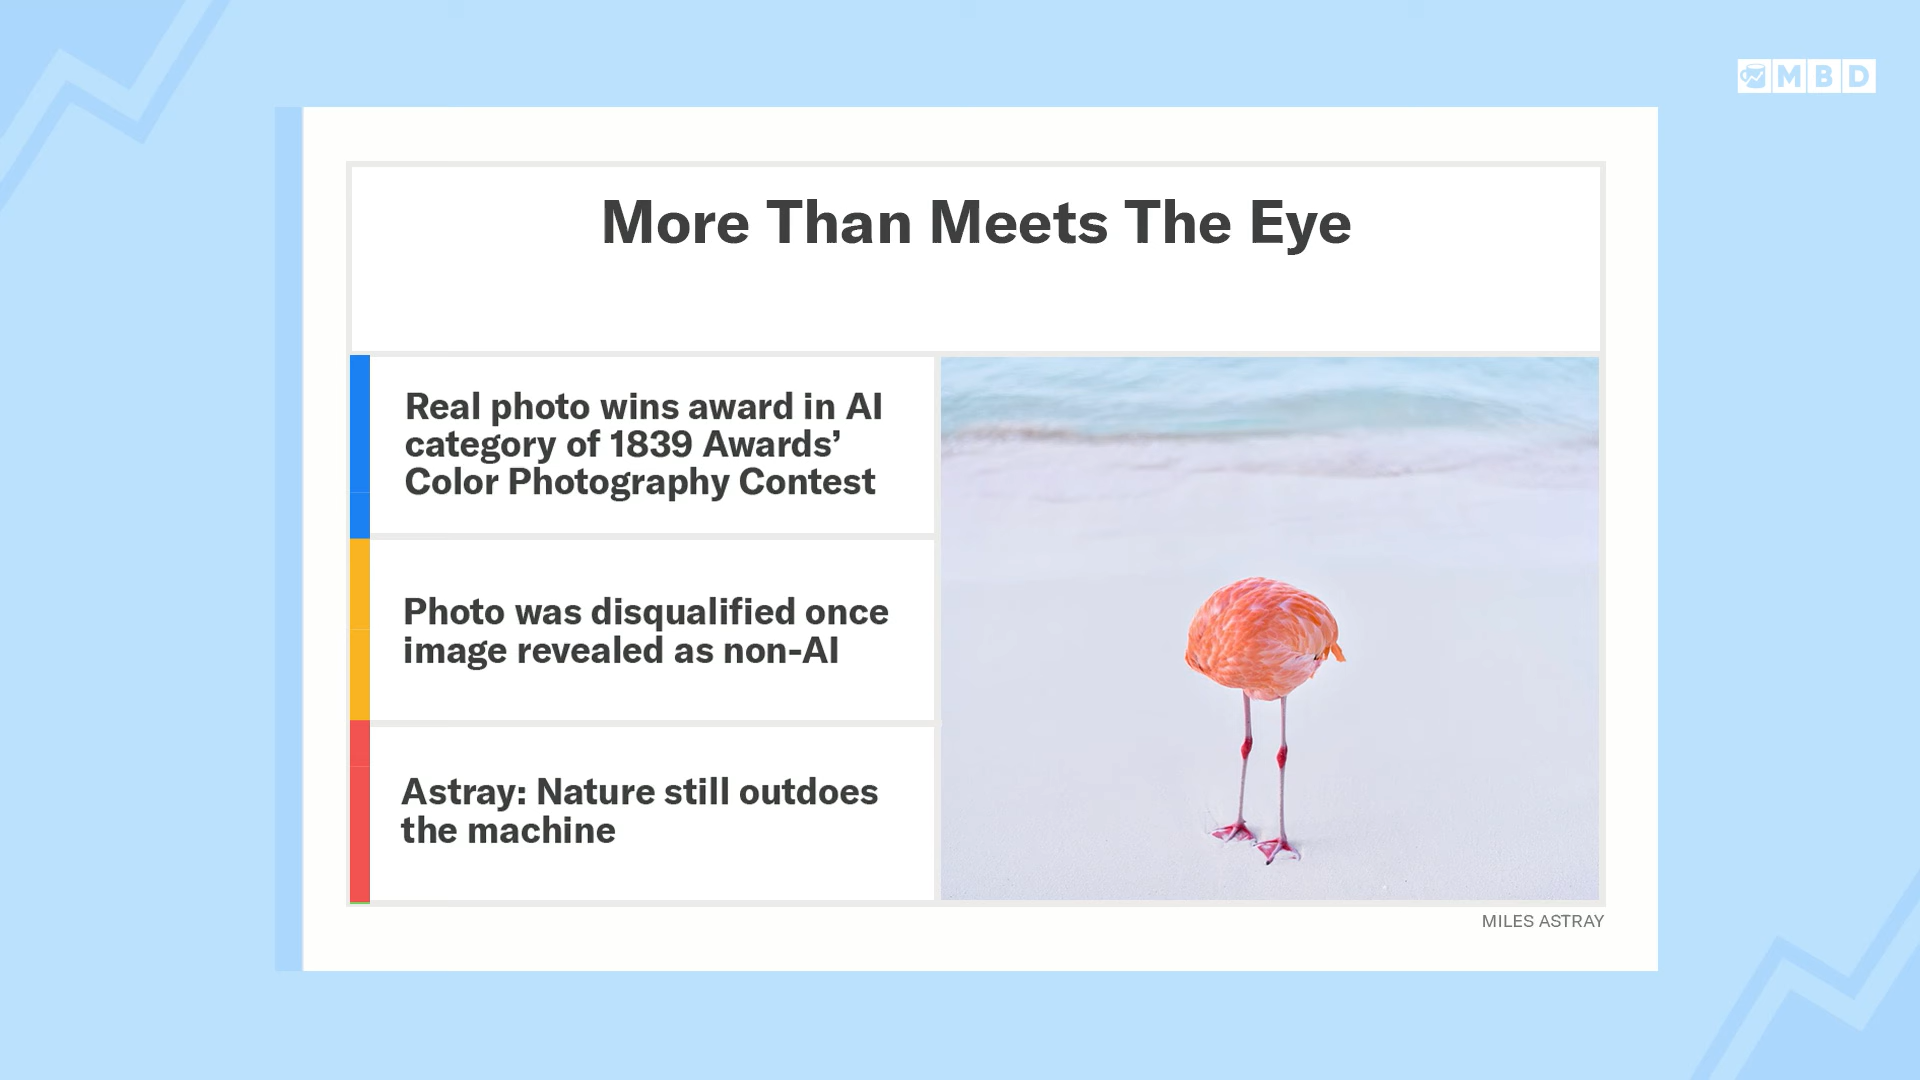 MBD
More Than Meets The Eye
Real photo wins award in AI
category of 1839 Awards’
Color Photography Contest
Photo was disqualified once
image revealed as non-AI
Astray: Nature still outdoes
the machine
MILES ASTRAY